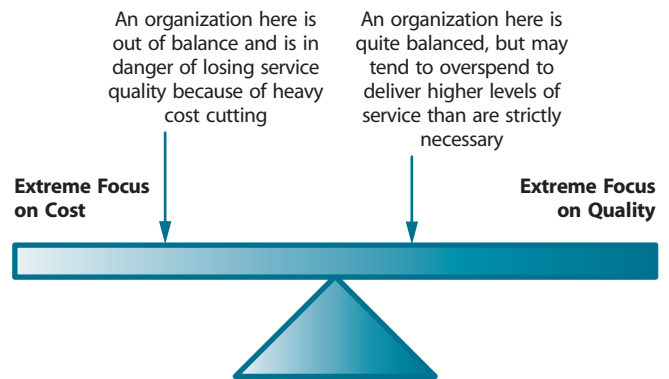 An organization here is
out of balance and is in
danger of losing service
quality because of heavy
cost cutting
An organization here is
quite balanced, but may
tend to overspend to
deliver higher levels of
service than are strictly
necessary
Extreme Focus
on Cost
Extreme Focus
on Quality